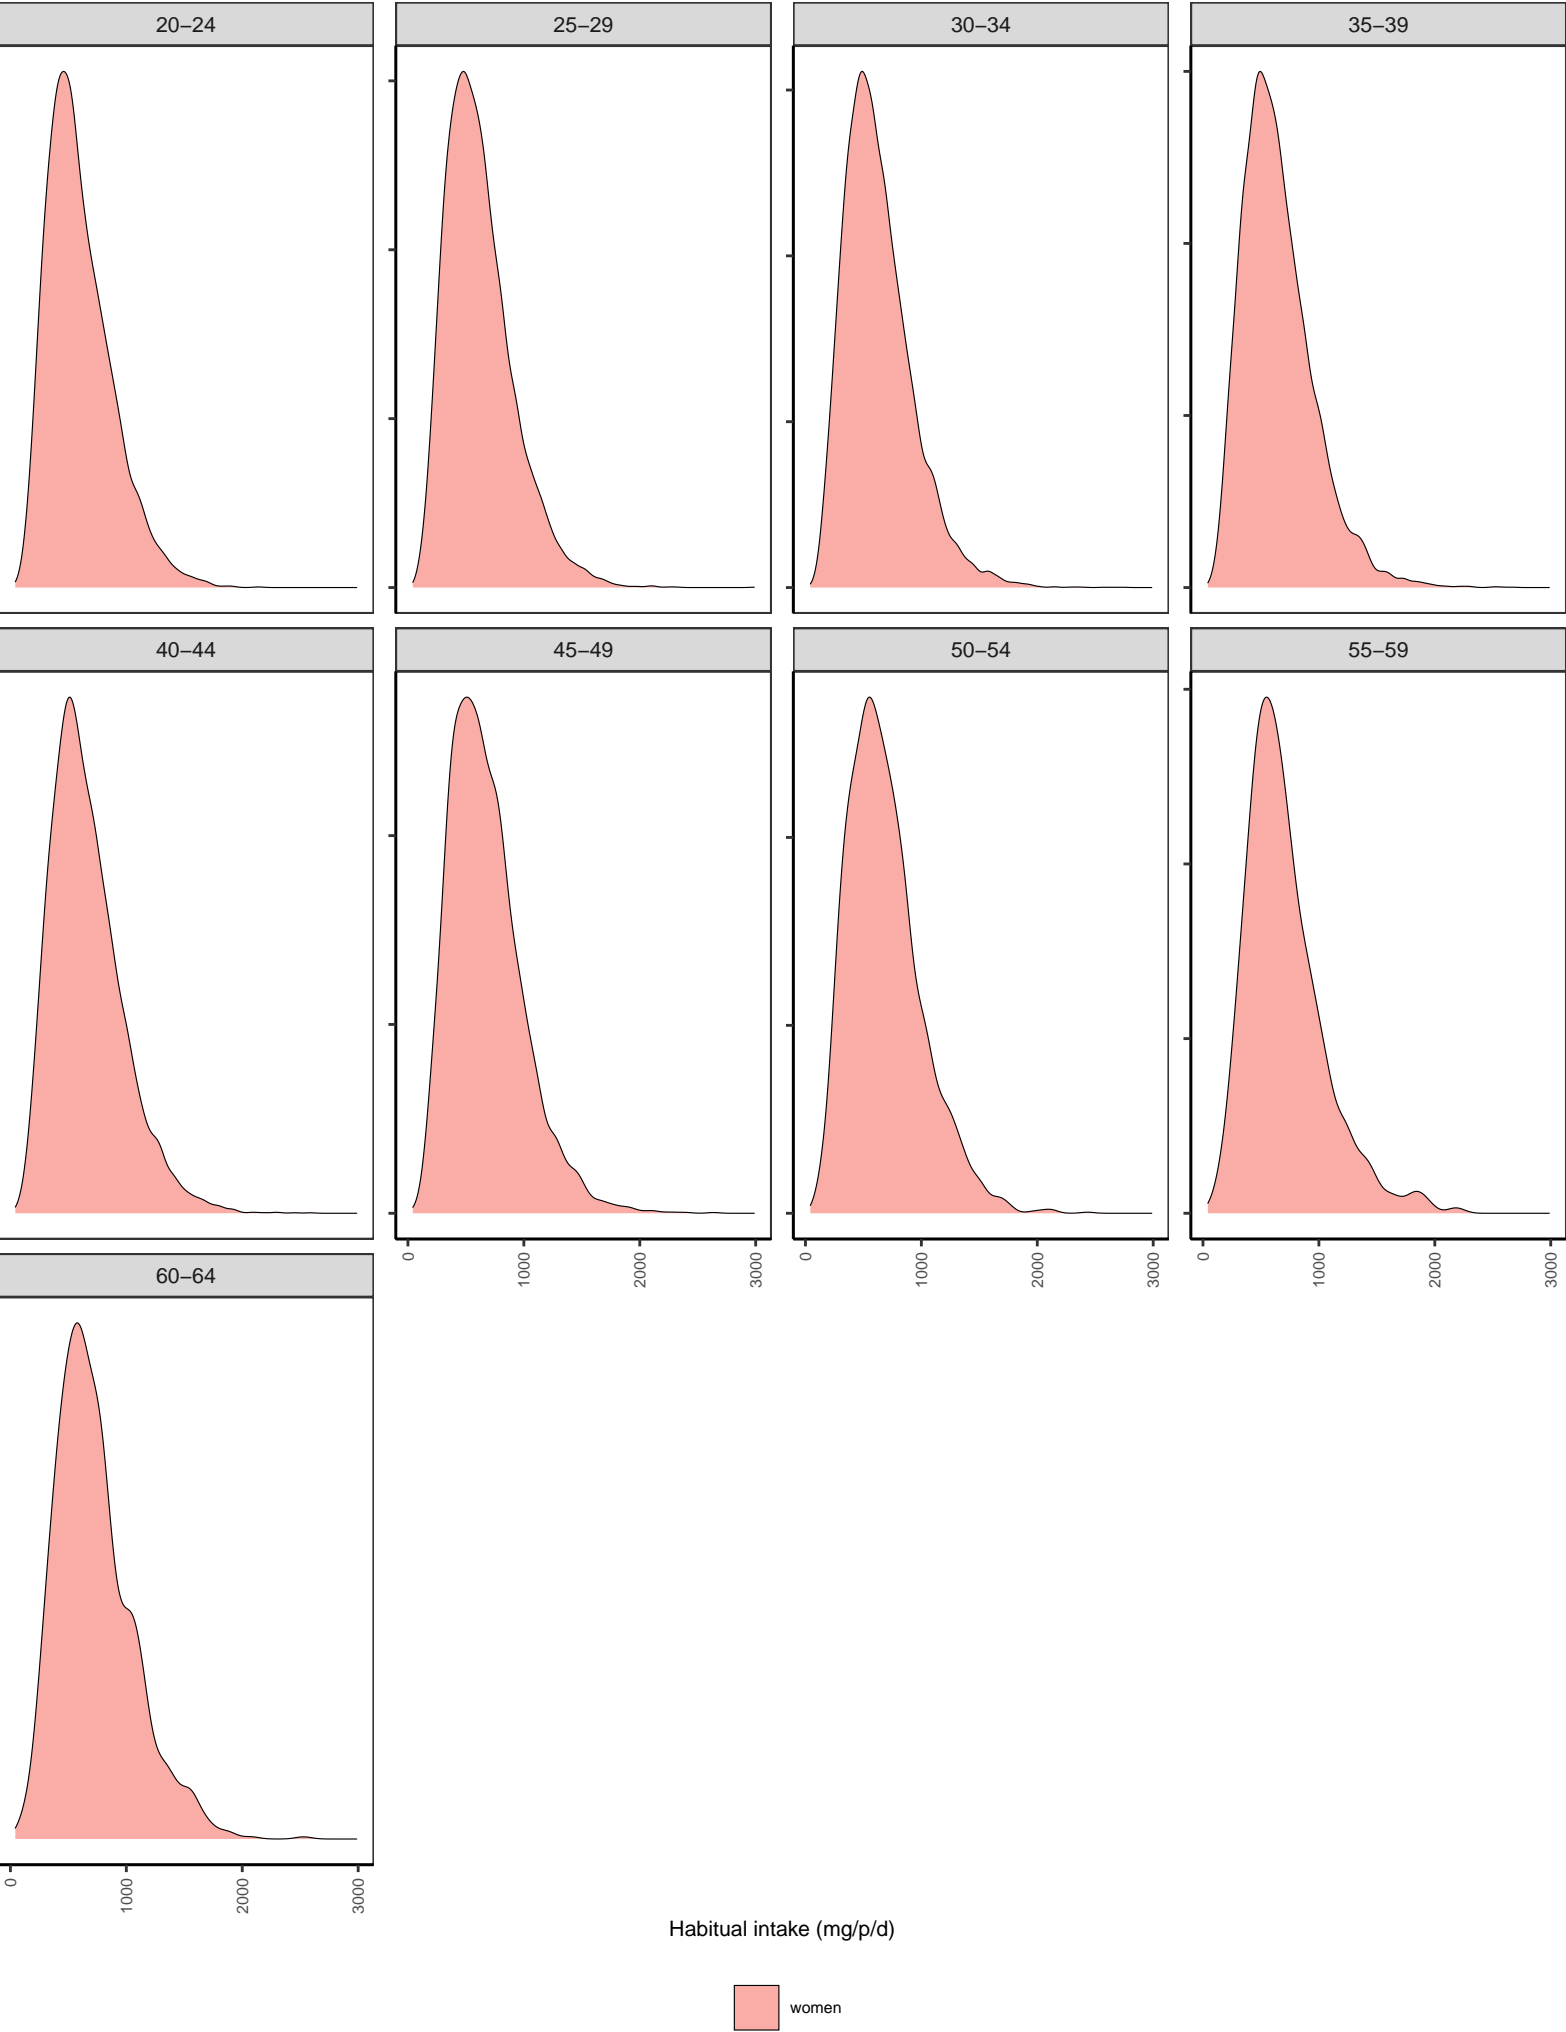 20–24 25–29 30–34 35–39
40–44 45–49 50–54 55–59
0 1000 2000 3000 0 1000 2000 3000 0 1000 2000 3000
60–64
0 1000 2000 3000
Habitual intake (mg/p/d)
women